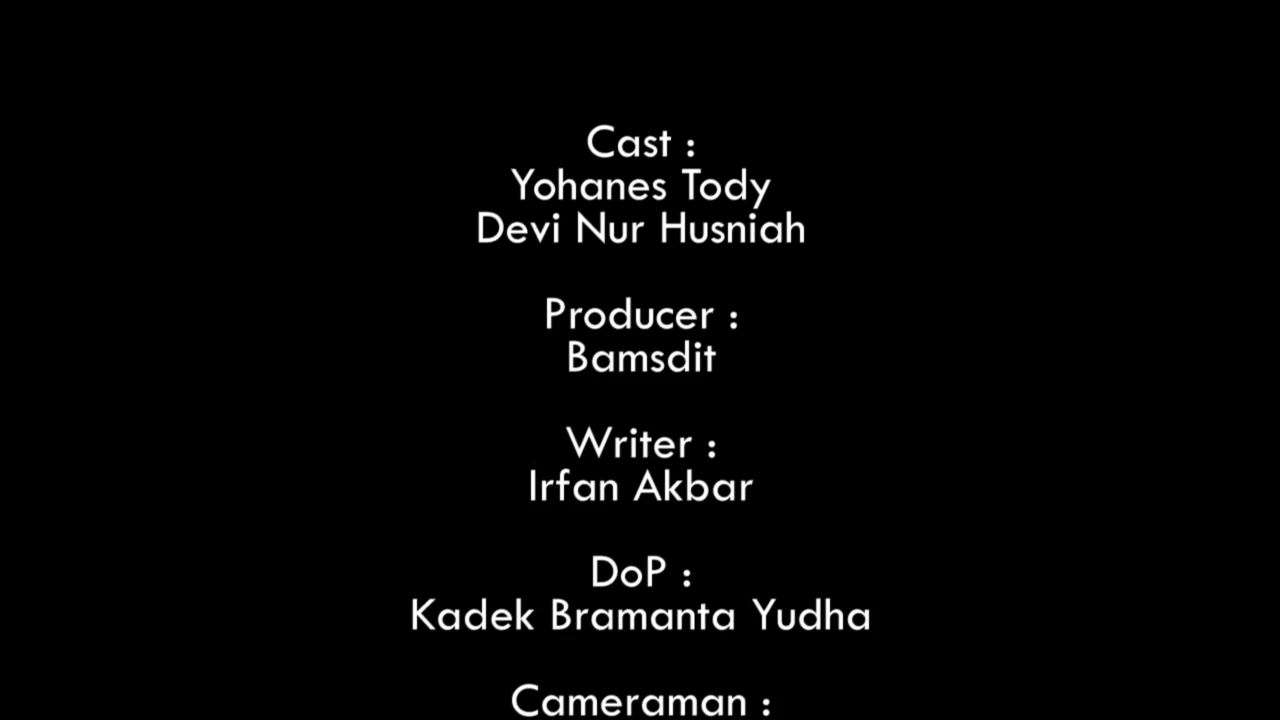 Cast :
Yohanes Tody
Devi Nur Husniah
Producer :
Bamsdit
Writer :
Irfan Akbar
DoP :
Kadek Bramanta Yudha
Cameraman :